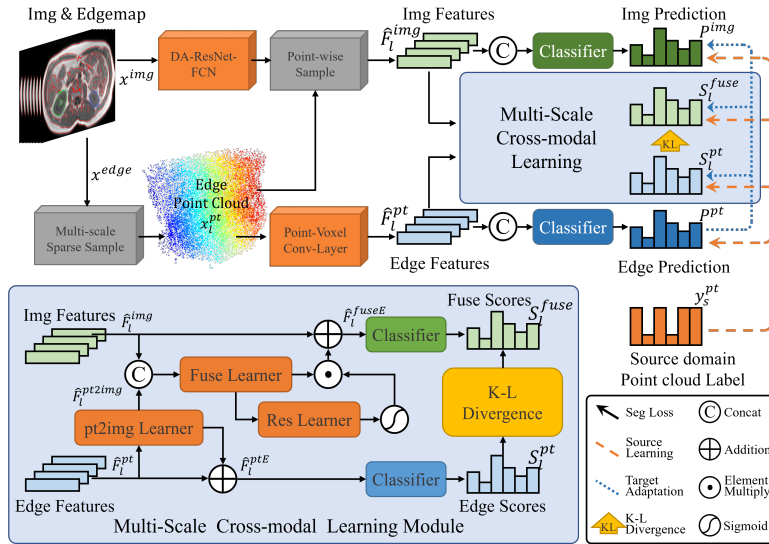 Img & Edgemap
Img Features
Img Prediction
x^{img}
DA-ResNet-
FCN
Point-wise
Sample
F̂_l^{img}
C
Classifier
P^{img}
S_l^{fuse}
Multi-Scale
Cross-modal
Learning
KL
S_l^{pt}
x^{edge}
Edge
Point Cloud
x_l^{pt}
Multi-scale
Sparse Sample
Point-Voxel
Conv-Layer
F̂_l^{pt}
C
Classifier
P^{pt}
Edge Features
Edge Prediction
Img Features
F̂_l^{img}
F̂_l^{fuseE}
Fuse Scores
S_l^{fuse}
Classifier
C
Fuse Learner
F̂_l^{pt2img}
Res Learner
K-L
Divergence
pt2img Learner
F̂_l^{pt}
F̂_l^{ptE}
Classifier
S_l^{pt}
Edge Features
Edge Scores
Multi-Scale Cross-modal Learning Module
y_s^{pt}
Source domain
Point cloud Label
Seg Loss
C
Concat
Source
Learning
Addition
Target
Adaptation
Element
Multiply
KL
K-L
Divergence
Sigmoid